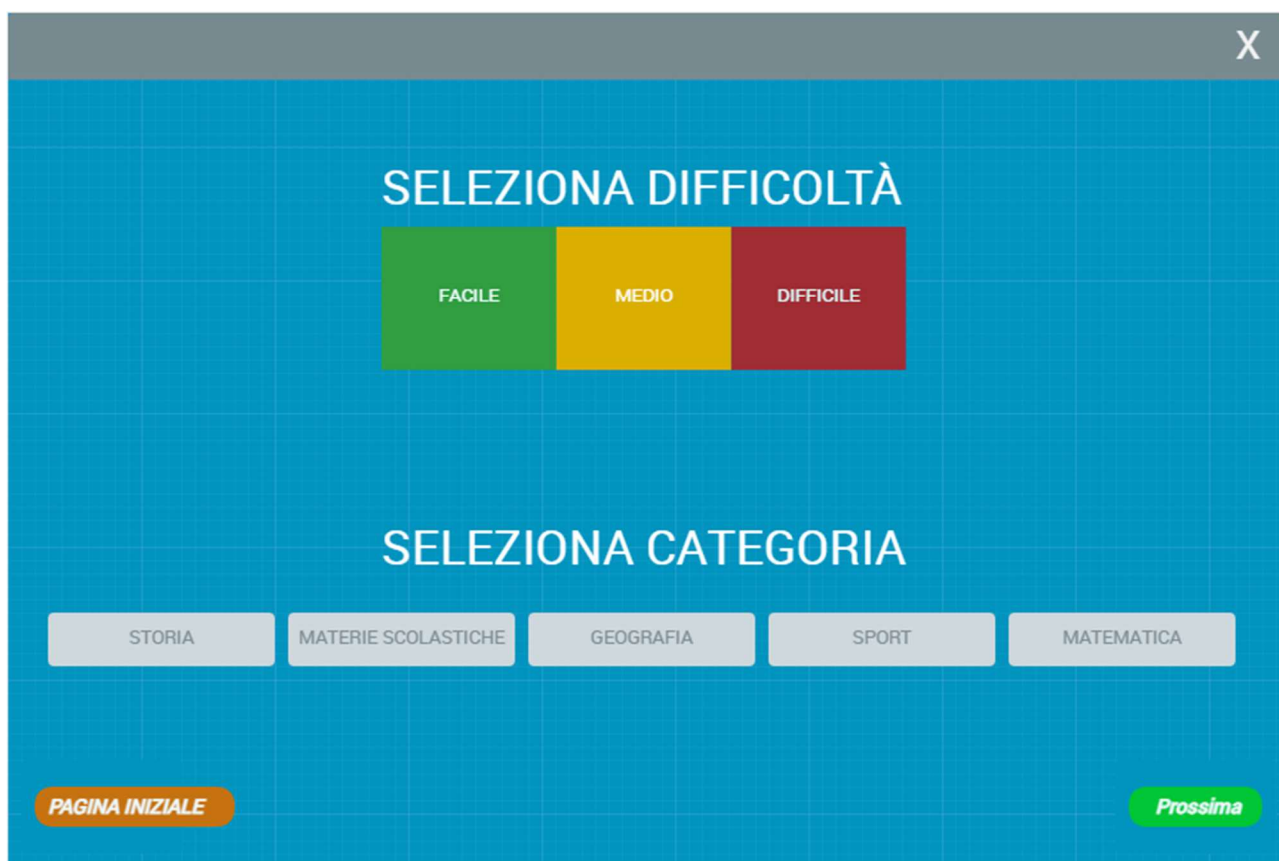 X
SELEZIONA DIFFICOLTÀ
FACILE MEDIO DIFFICILE
SELEZIONA CATEGORIA
STORIA MATERIE SCOLASTICHE GEOGRAFIA SPORT MATEMATICA
PAGINA INIZIALE Prossima